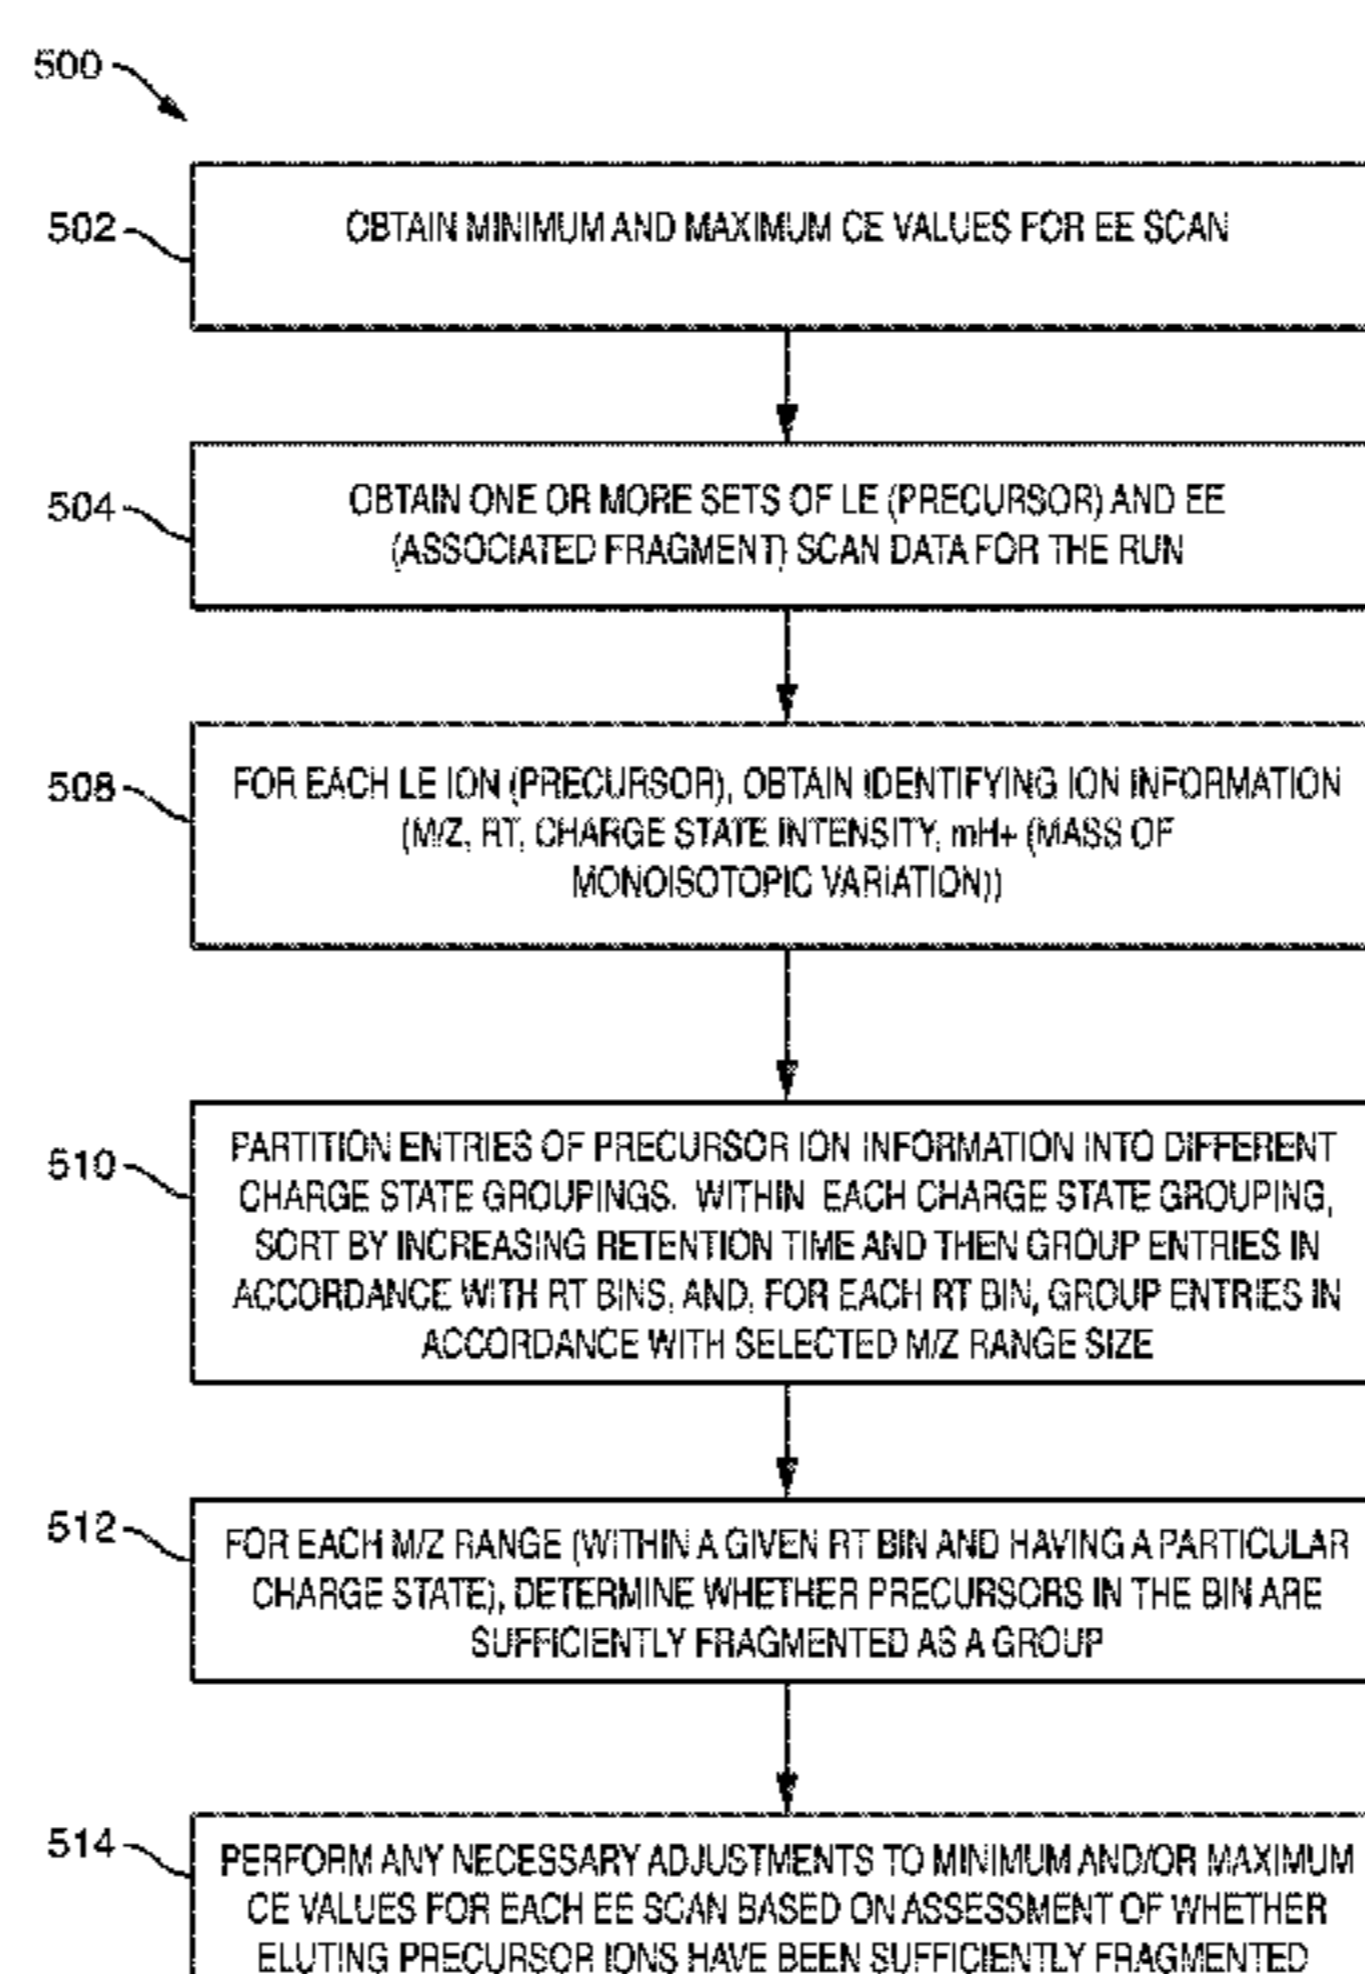 500
502
OBTAIN MINIMUM AND MAXIMUM CE VALUES FOR EE SCAN
504
OBTAIN ONE OR MORE SETS OF LE (PRECURSOR) AND EE
(ASSOCIATED FRAGMENT) SCAN DATA FOR THE RUN
508
FOR EACH LE ION (PRECURSOR), OBTAIN IDENTIFYING ION INFORMATION
(M/Z, RT, CHARGE STATE INTENSITY, mH+ (MASS OF
MONOISOTOPIC VARIATION))
510
PARTITION ENTRIES OF PRECURSOR ION INFORMATION INTO DIFFERENT
CHARGE STATE GROUPINGS. WITHIN EACH CHARGE STATE GROUPING,
SORT BY INCREASING RETENTION TIME AND THEN GROUP ENTRIES IN
ACCORDANCE WITH RT BINS, AND, FOR EACH RT BIN, GROUP ENTRIES IN
ACCORDANCE WITH SELECTED M/Z RANGE SIZE
512
FOR EACH M/Z RANGE (WITHIN A GIVEN RT BIN AND HAVING A PARTICULAR
CHARGE STATE), DETERMINE WHETHER PRECURSORS IN THE BIN ARE
SUFFICIENTLY FRAGMENTED AS A GROUP
514
PERFORM ANY NECESSARY ADJUSTMENTS TO MINIMUM AND/OR MAXIMUM
CE VALUES FOR EACH EE SCAN BASED ON ASSESSMENT OF WHETHER
ELUTING PRECURSOR IONS HAVE BEEN SUFFICIENTLY FRAGMENTED